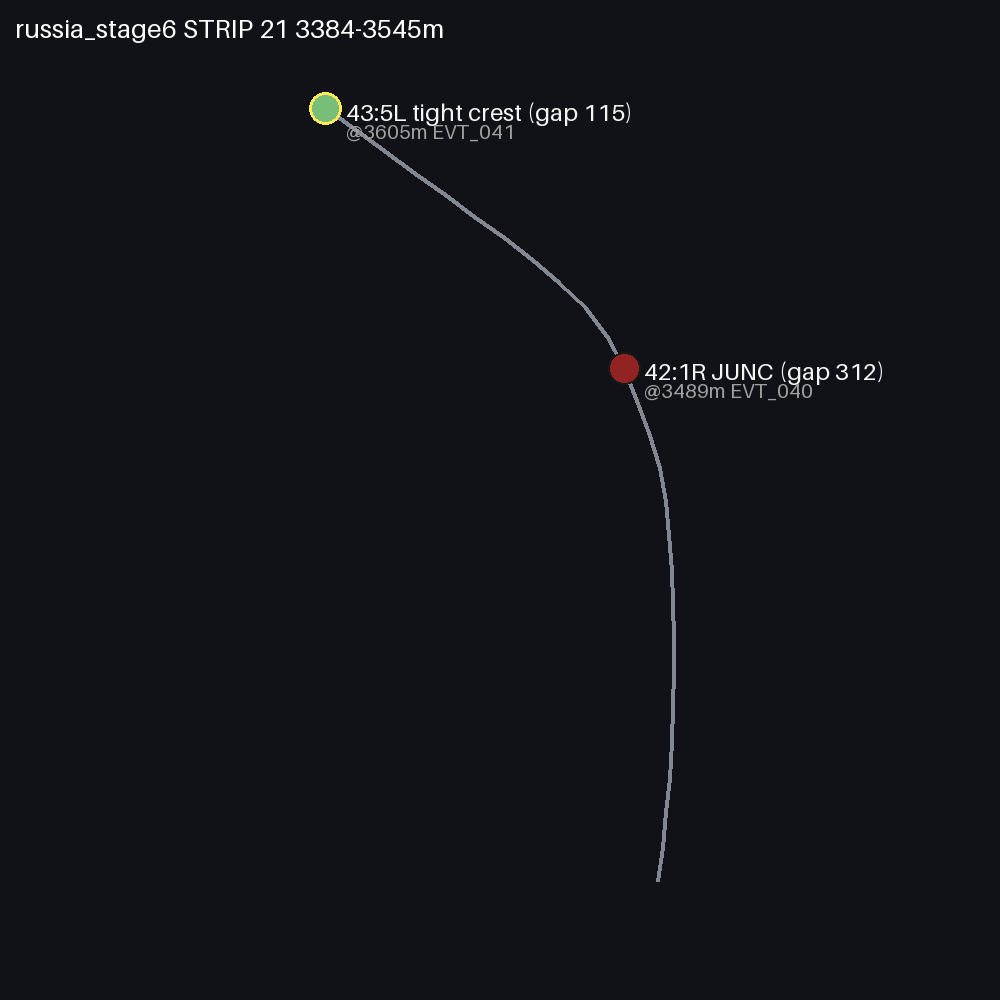 russia_stage6 STRIP 21 3384-3545m
43:5L tight crest (gap 115)
@3605m EVT_041
42:1R JUNC (gap 312)
@3489m EVT_040